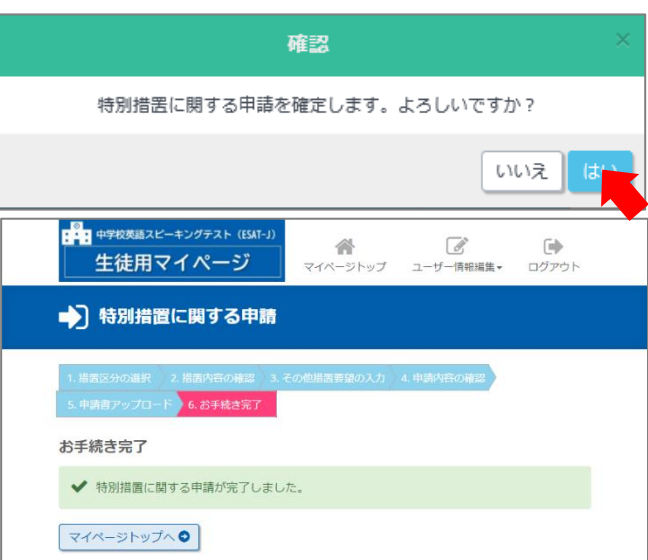 確認
×
特別措置に関する申請を確定します。よろしいですか？
いいえ はい
中学校英語スピーキングテスト（ESAT-J）
生徒用マイページ
マイページトップ ユーザー情報編集▾ ログアウト
特別措置に関する申請
1. 措置区分の選択 2. 措置内容の確認 3. その他措置要望の入力 4. 申請内容の確認
5. 申請書アップロード 6. お手続き完了
お手続き完了
✔ 特別措置に関する申請が完了しました。
マイページトップへ